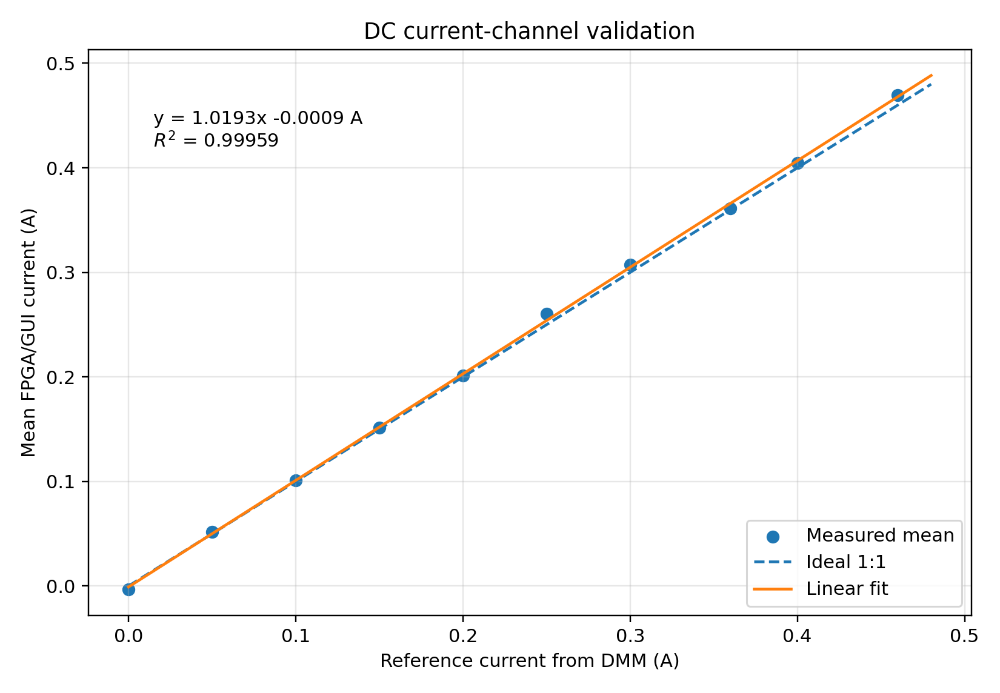 DC current-channel validation
y = 1.0193x -0.0009 A
R² = 0.99959
Mean FPGA/GUI current (A)
0.5
0.4
0.3
0.2
0.1
0.0
Measured mean
Ideal 1:1
Linear fit
0.0 0.1 0.2 0.3 0.4 0.5
Reference current from DMM (A)